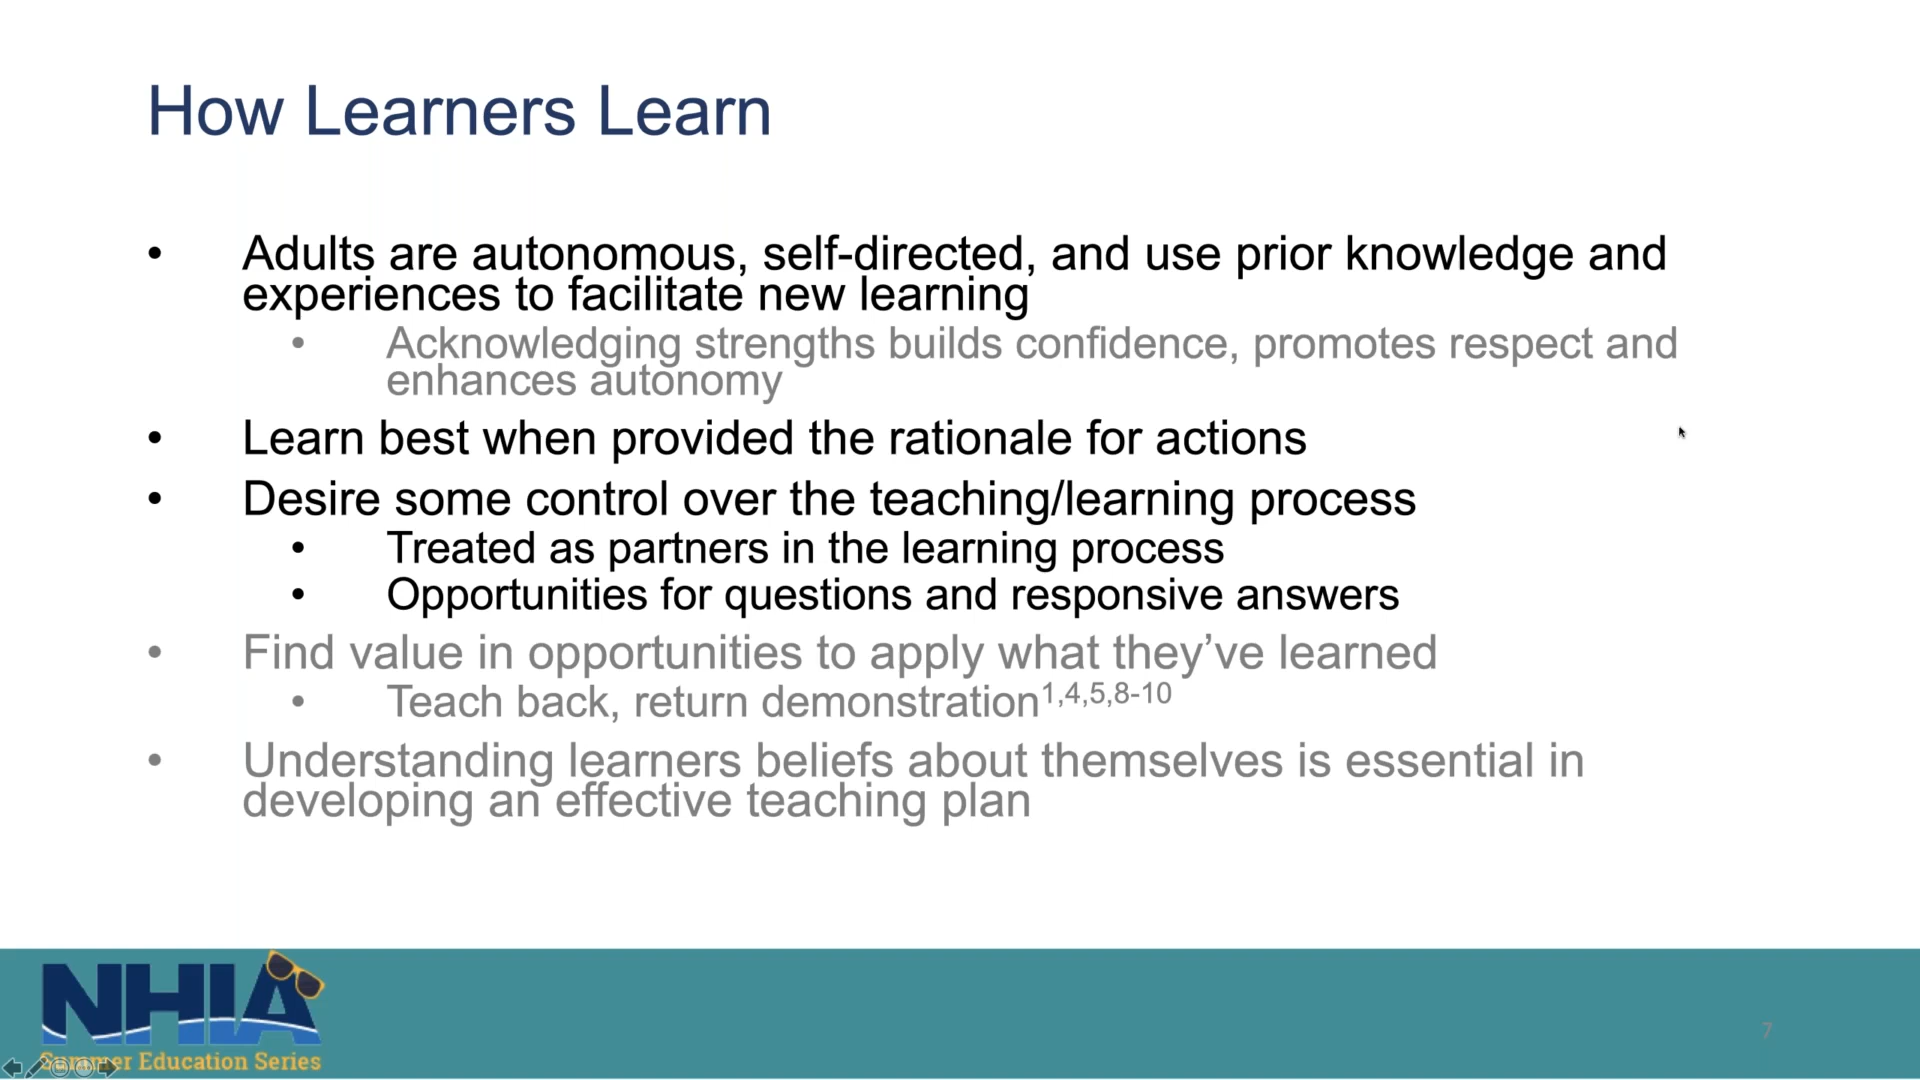 How Learners Learn
• Adults are autonomous, self-directed, and use prior knowledge and
experiences to facilitate new learning
• Acknowledging strengths builds confidence, promotes respect and
enhances autonomy
• Learn best when provided the rationale for actions
• Desire some control over the teaching/learning process
• Treated as partners in the learning process
• Opportunities for questions and responsive answers
• Find value in opportunities to apply what they’ve learned
• Teach back, return demonstration1,4,5,8-10
• Understanding learners beliefs about themselves is essential in
developing an effective teaching plan
NHIA
Summer Education Series
7